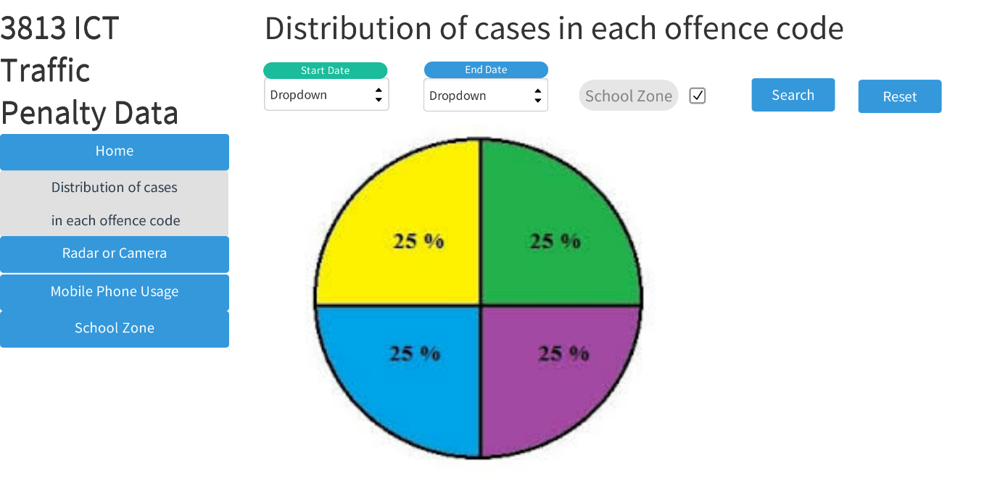 3813 ICT
Traffic
Penalty Data
Home
Distribution of cases
in each offence code
Radar or Camera
Mobile Phone Usage
School Zone
Distribution of cases in each offence code
Start Date
Dropdown
End Date
Dropdown
School Zone
Search
Reset
25 %
25 %
25 %
25 %